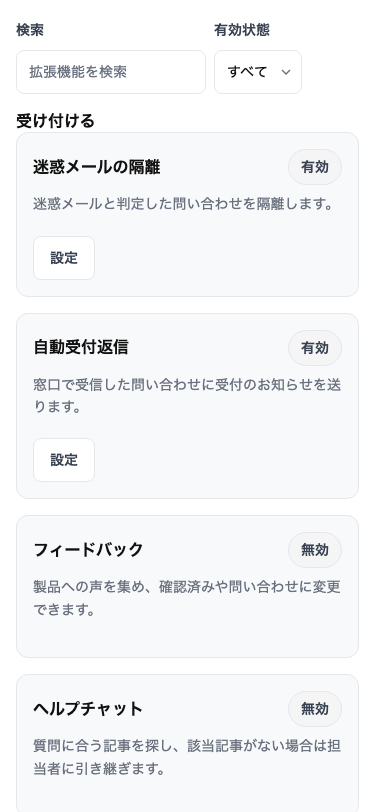 検索
有効状態
拡張機能を検索
すべて
受け付ける
迷惑メールの隔離
有効
迷惑メールと判定した問い合わせを隔離します。
設定
自動受付返信
有効
窓口で受信した問い合わせに受付のお知らせを送
ります。
設定
フィードバック
無効
製品への声を集め、確認済みや問い合わせに変更
できます。
ヘルプチャット
無効
質問に合う記事を探し、該当記事がない場合は担
当者に引き継ぎます。